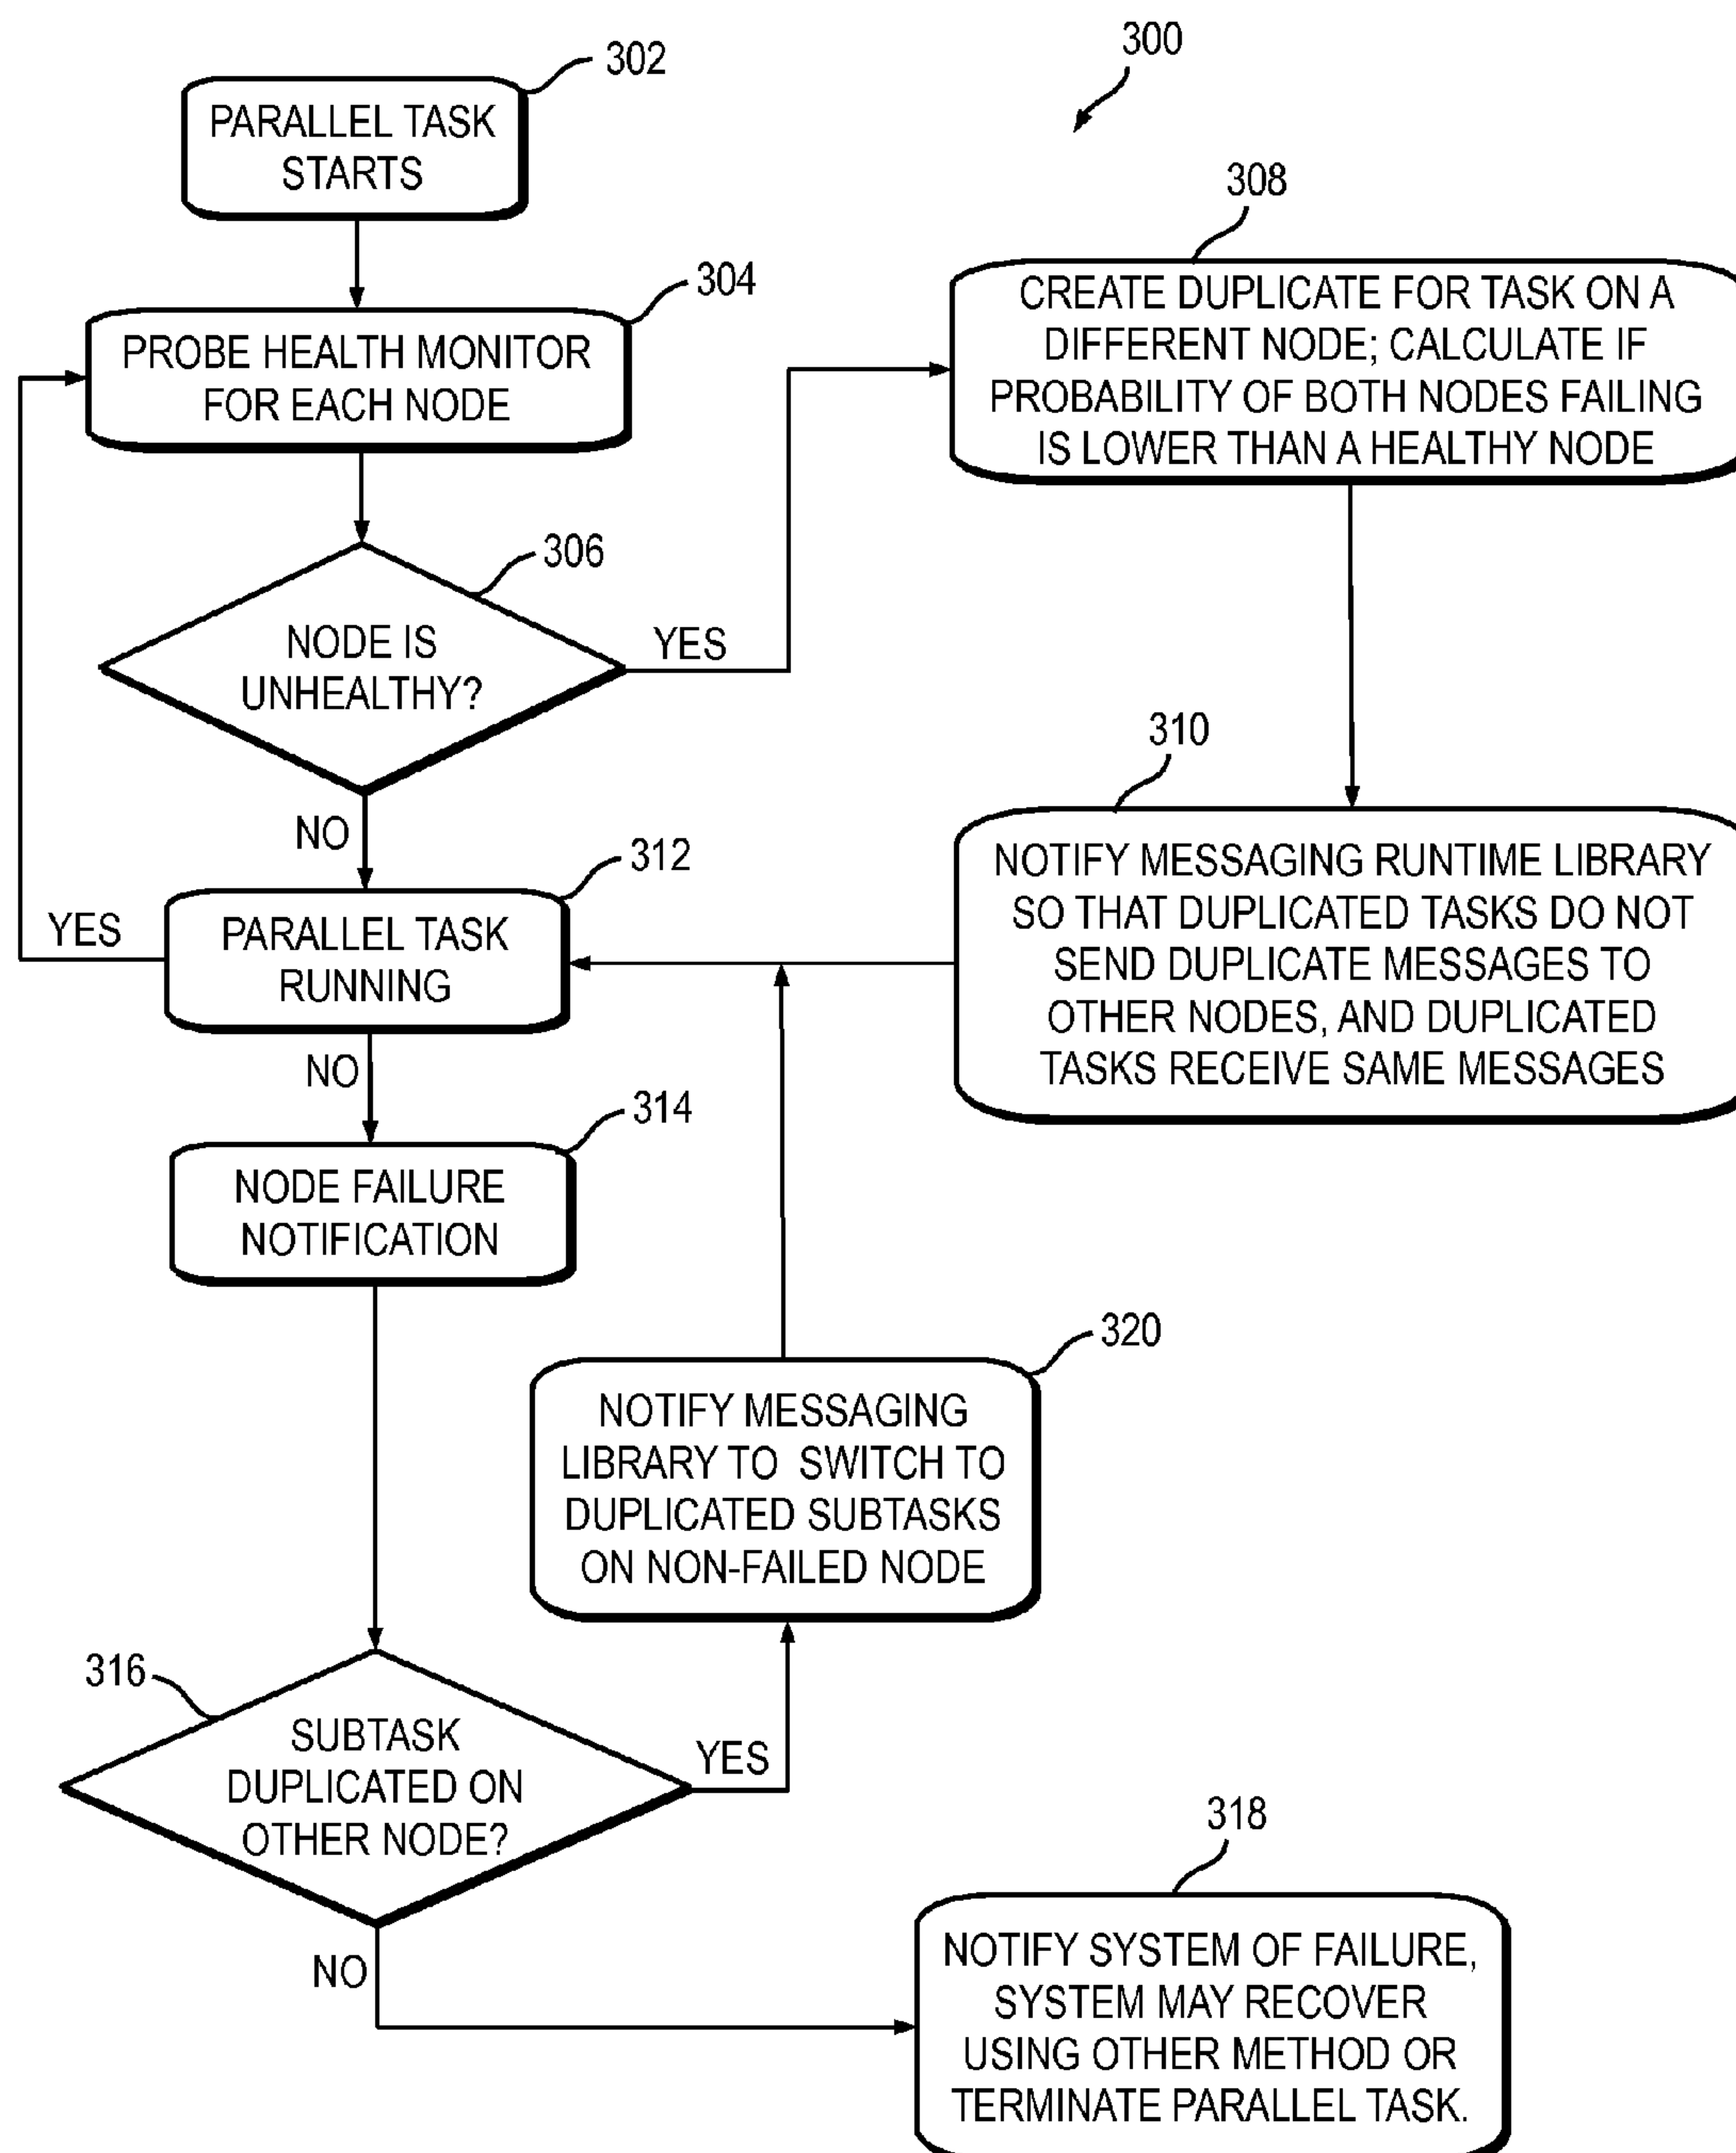 300
302
PARALLEL TASK
STARTS
304
PROBE HEALTH MONITOR
FOR EACH NODE
306
NODE IS
UNHEALTHY?
YES
NO
308
CREATE DUPLICATE FOR TASK ON A
DIFFERENT NODE; CALCULATE IF
PROBABILITY OF BOTH NODES FAILING
IS LOWER THAN A HEALTHY NODE
310
NOTIFY MESSAGING RUNTIME LIBRARY
SO THAT DUPLICATED TASKS DO NOT
SEND DUPLICATE MESSAGES TO
OTHER NODES, AND DUPLICATED
TASKS RECEIVE SAME MESSAGES
312
PARALLEL TASK
RUNNING
YES
NO
314
NODE FAILURE
NOTIFICATION
320
NOTIFY MESSAGING
LIBRARY TO SWITCH TO
DUPLICATED SUBTASKS
ON NON-FAILED NODE
316
SUBTASK
DUPLICATED ON
OTHER NODE?
YES
NO
318
NOTIFY SYSTEM OF FAILURE,
SYSTEM MAY RECOVER
USING OTHER METHOD OR
TERMINATE PARALLEL TASK.